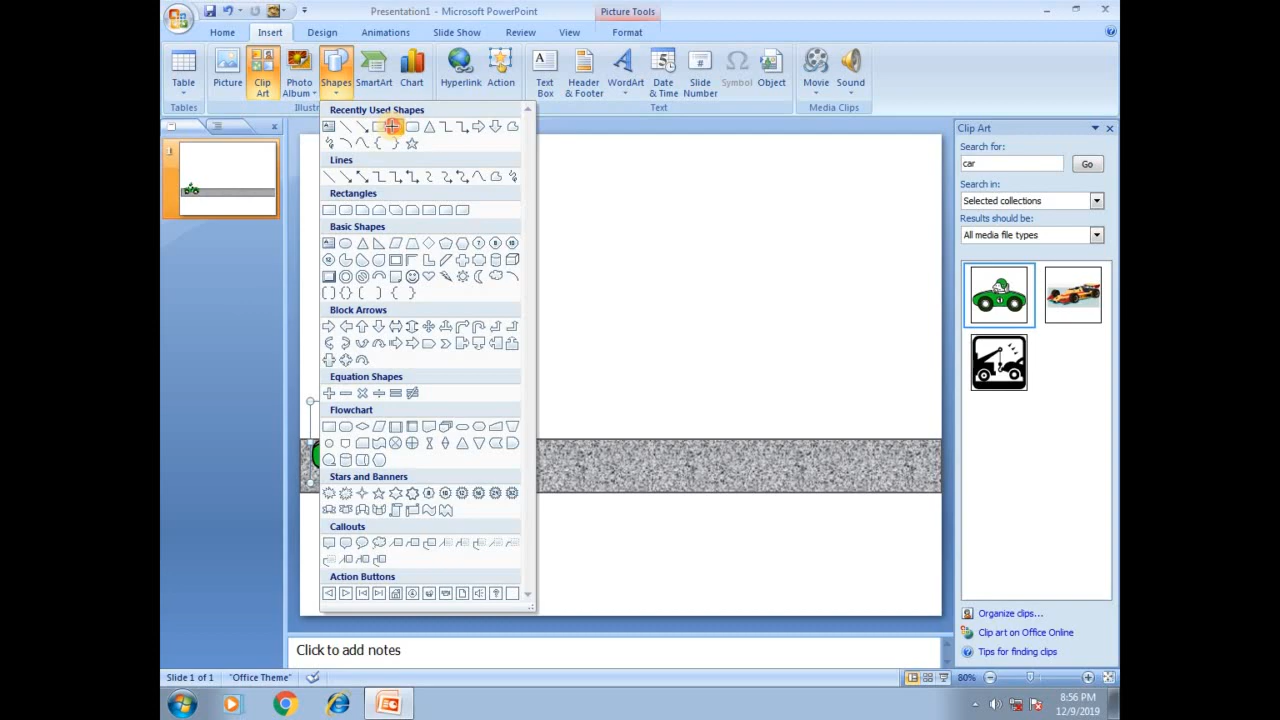 Presentation1 - Microsoft PowerPoint
Picture Tools
Home
Insert
Design
Animations
Slide Show
Review
View
Format
Table
Picture
Clip
Art
Photo
Album
Shapes
SmartArt
Chart
Hyperlink
Action
Text
Box
Header
& Footer
WordArt
Date
& Time
Slide
Number
Symbol
Object
Movie
Sound
Tables
Illustr
Text
Media Clips
Recently Used Shapes
Lines
Rectangles
Basic Shapes
Block Arrows
Equation Shapes
Flowchart
Stars and Banners
Callouts
Action Buttons
1
Clip Art
Search for:
car
Go
Search in:
Selected collections
Results should be:
All media file types
Organize clips...
Clip art on Office Online
Tips for finding clips
Click to add notes
Slide 1 of 1
"Office Theme"
80%
8:56 PM
12/9/2019